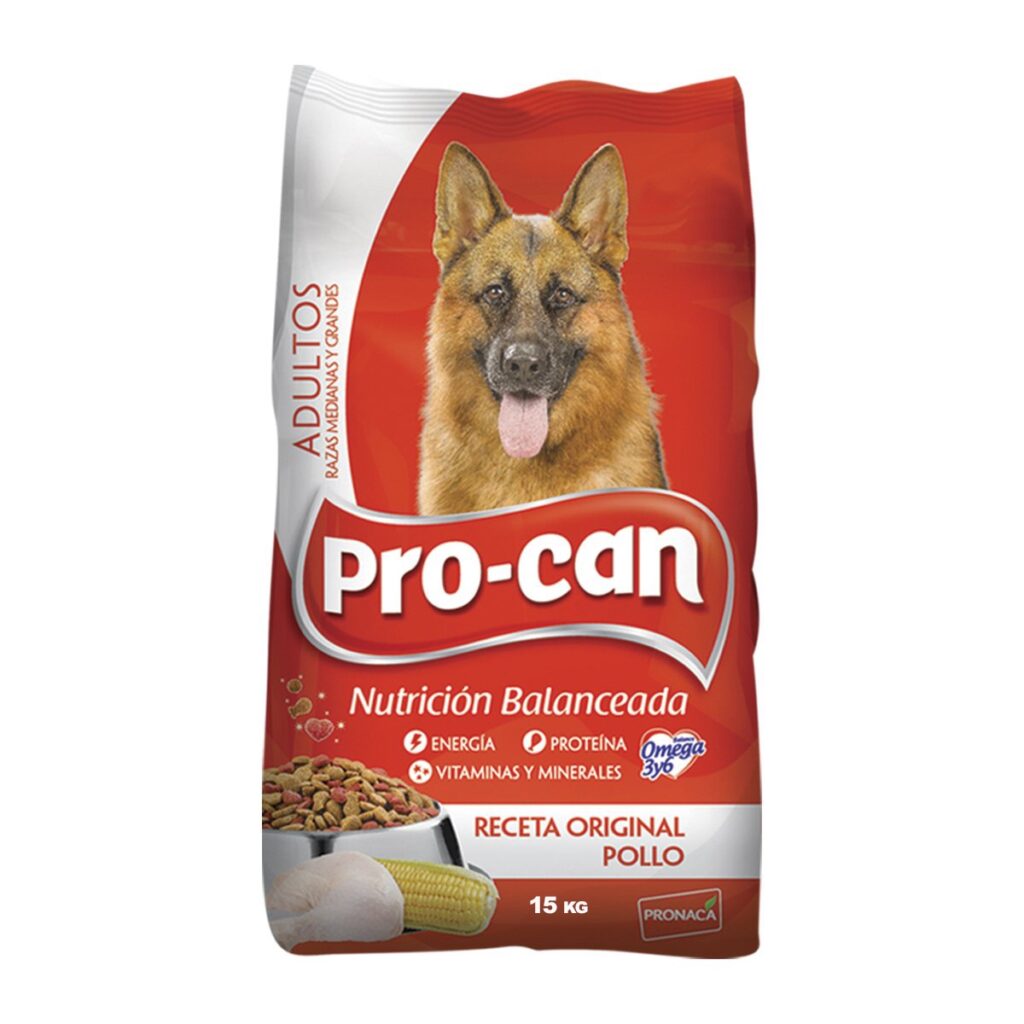 ADULTOS
RAZAS MEDIANAS Y GRANDES
Pro-can
Nutrición Balanceada
ENERGÍA
PROTEÍNA
Balance
Omega
3y6
VITAMINAS Y MINERALES
RECETA ORIGINAL
POLLO
15 KG
PRONACA